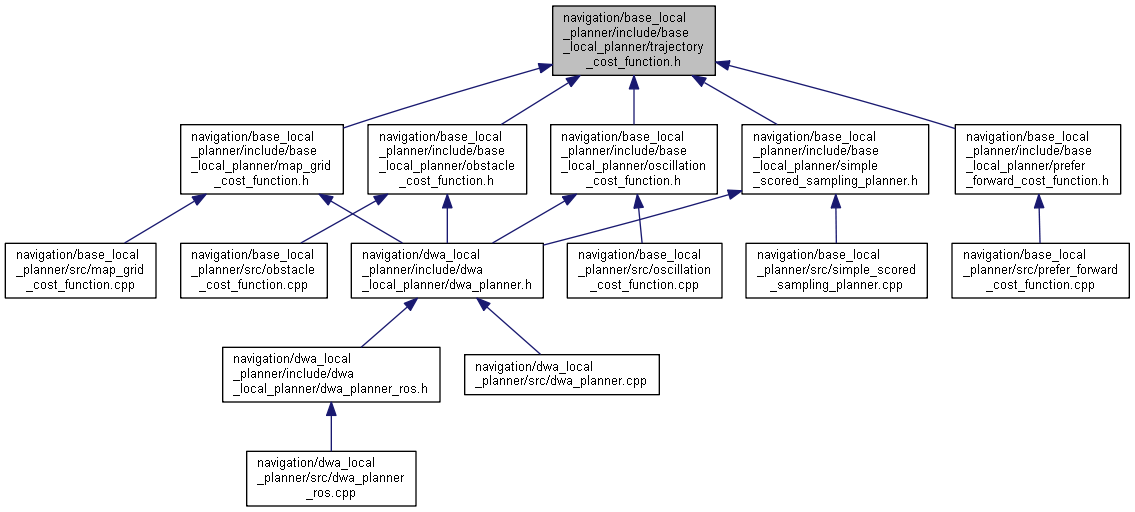 navigation/base_local
_planner/include/base
_local_planner/trajectory
_cost_function.h
navigation/base_local
_planner/include/base
_local_planner/map_grid
_cost_function.h
navigation/base_local
_planner/include/base
_local_planner/obstacle
_cost_function.h
navigation/base_local
_planner/include/base
_local_planner/oscillation
_cost_function.h
navigation/base_local
_planner/include/base
_local_planner/simple
_scored_sampling_planner.h
navigation/base_local
_planner/include/base
_local_planner/prefer
_forward_cost_function.h
navigation/base_local
_planner/src/map_grid
_cost_function.cpp
navigation/base_local
_planner/src/obstacle
_cost_function.cpp
navigation/dwa_local
_planner/include/dwa
_local_planner/dwa_planner.h
navigation/base_local
_planner/src/oscillation
_cost_function.cpp
navigation/base_local
_planner/src/simple_scored
_sampling_planner.cpp
navigation/base_local
_planner/src/prefer_forward
_cost_function.cpp
navigation/dwa_local
_planner/include/dwa
_local_planner/dwa_planner_ros.h
navigation/dwa_local
_planner/src/dwa_planner.cpp
navigation/dwa_local
_planner/src/dwa_planner
_ros.cpp